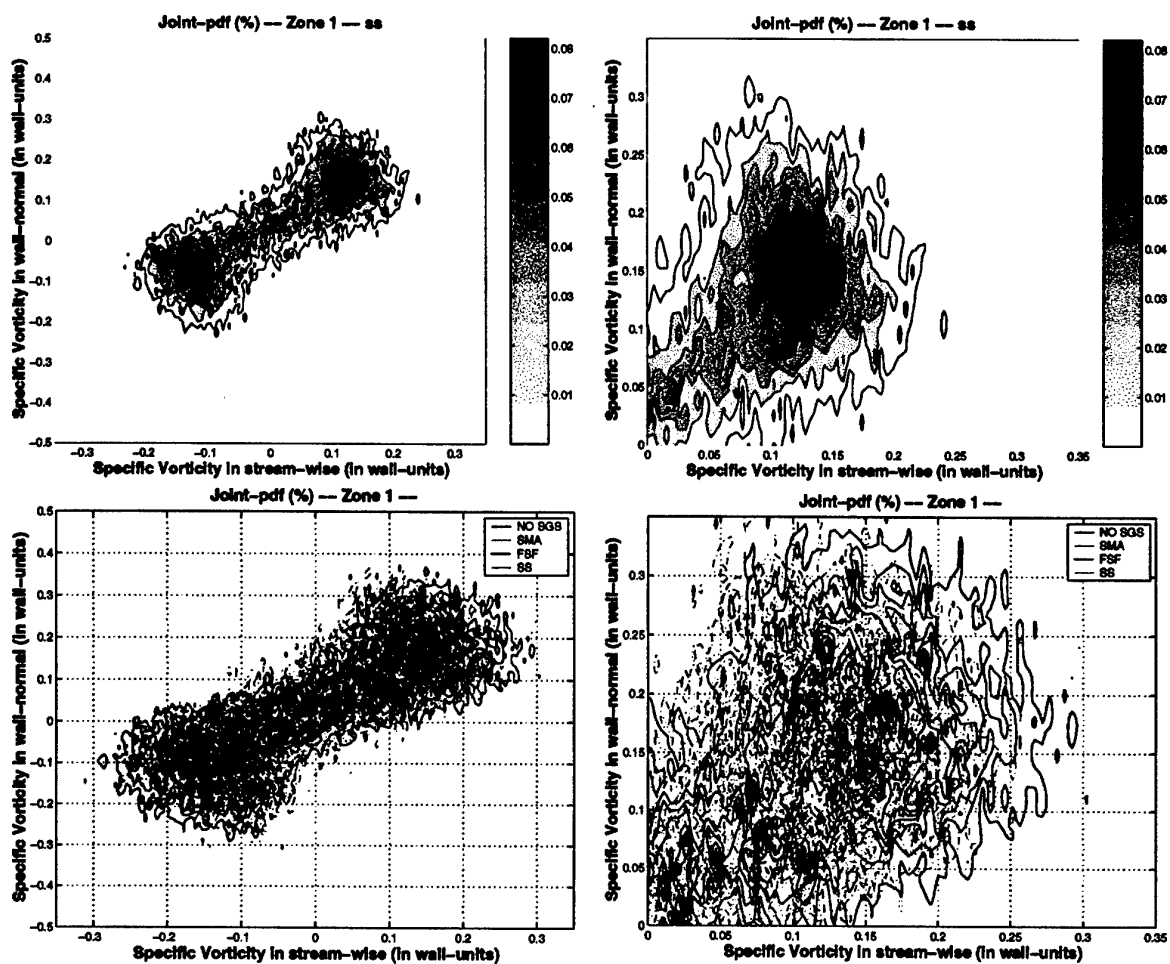 Joint-pdf (%) — Zone 1 — ss
0.5
0.4
0.3
0.2
0.1
0
-0.1
-0.2
-0.3
-0.4
-0.5
Specific Vorticity in wall-normal (in wall-units)
-0.3 -0.2 -0.1 0 0.1 0.2 0.3
Specific Vorticity in stream-wise (in wall-units)
0.08
0.07
0.06
0.05
0.04
0.03
0.02
0.01
Joint-pdf (%) — Zone 1 — ss
0.3
0.25
0.2
0.15
0.1
0.05
0
Specific Vorticity in wall-normal (in wall-units)
0 0.05 0.1 0.15 0.2 0.25 0.3 0.35
Specific Vorticity in stream-wise (in wall-units)
0.08
0.07
0.06
0.05
0.04
0.03
0.02
0.01
Joint-pdf (%) — Zone 1 —
0.5
0.4
0.3
0.2
0.1
0
-0.1
-0.2
-0.3
-0.4
-0.5
Specific Vorticity in wall-normal (in wall-units)
NO SGS
SMA
FSF
SS
-0.3 -0.2 -0.1 0 0.1 0.2 0.3
Specific Vorticity in stream-wise (in wall-units)
Joint-pdf (%) — Zone 1 —
0.3
0.25
0.2
0.15
0.1
0.05
0
Specific Vorticity in wall-normal (in wall-units)
NO SGS
SMA
FSF
SS
0 0.05 0.1 0.15 0.2 0.25 0.3 0.35
Specific Vorticity in stream-wise (in wall-units)